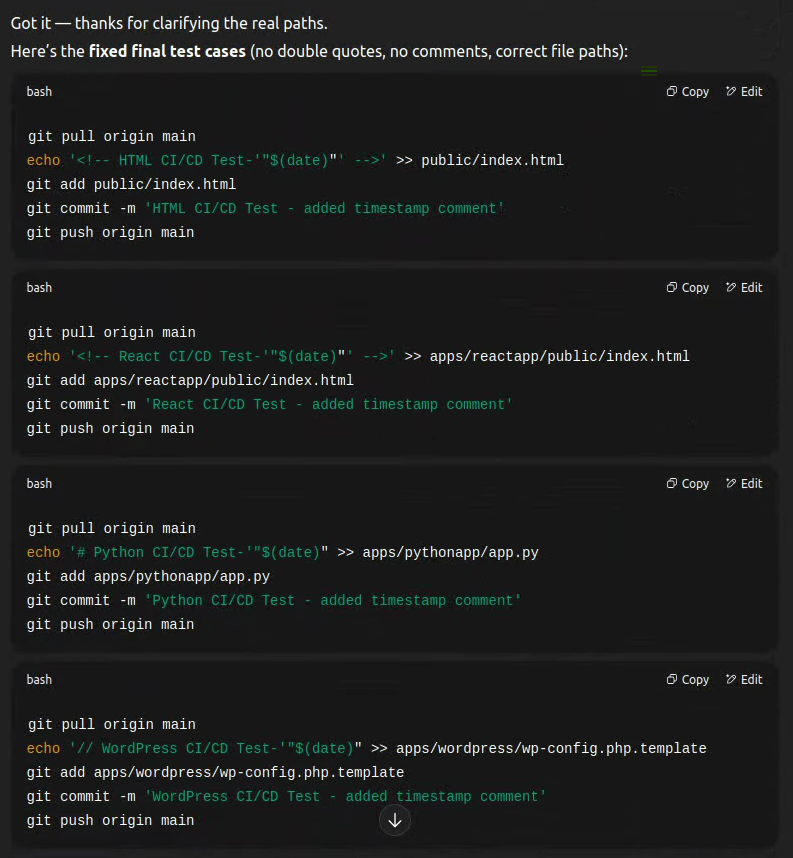 Got it — thanks for clarifying the real paths.
Here’s the fixed final test cases (no double quotes, no comments, correct file paths):
bash
Copy
Edit
git pull origin main
echo '<!-- HTML CI/CD Test-'"$(date)"' -->' >> public/index.html
git add public/index.html
git commit -m 'HTML CI/CD Test - added timestamp comment'
git push origin main
bash
Copy
Edit
git pull origin main
echo '<!-- React CI/CD Test-'"$(date)"' -->' >> apps/reactapp/public/index.html
git add apps/reactapp/public/index.html
git commit -m 'React CI/CD Test - added timestamp comment'
git push origin main
bash
Copy
Edit
git pull origin main
echo '# Python CI/CD Test-'"$(date)" >> apps/pythonapp/app.py
git add apps/pythonapp/app.py
git commit -m 'Python CI/CD Test - added timestamp comment'
git push origin main
bash
Copy
Edit
git pull origin main
echo '// WordPress CI/CD Test-'"$(date)" >> apps/wordpress/wp-config.php.template
git add apps/wordpress/wp-config.php.template
git commit -m 'WordPress CI/CD Test - added timestamp comment'
git push origin main